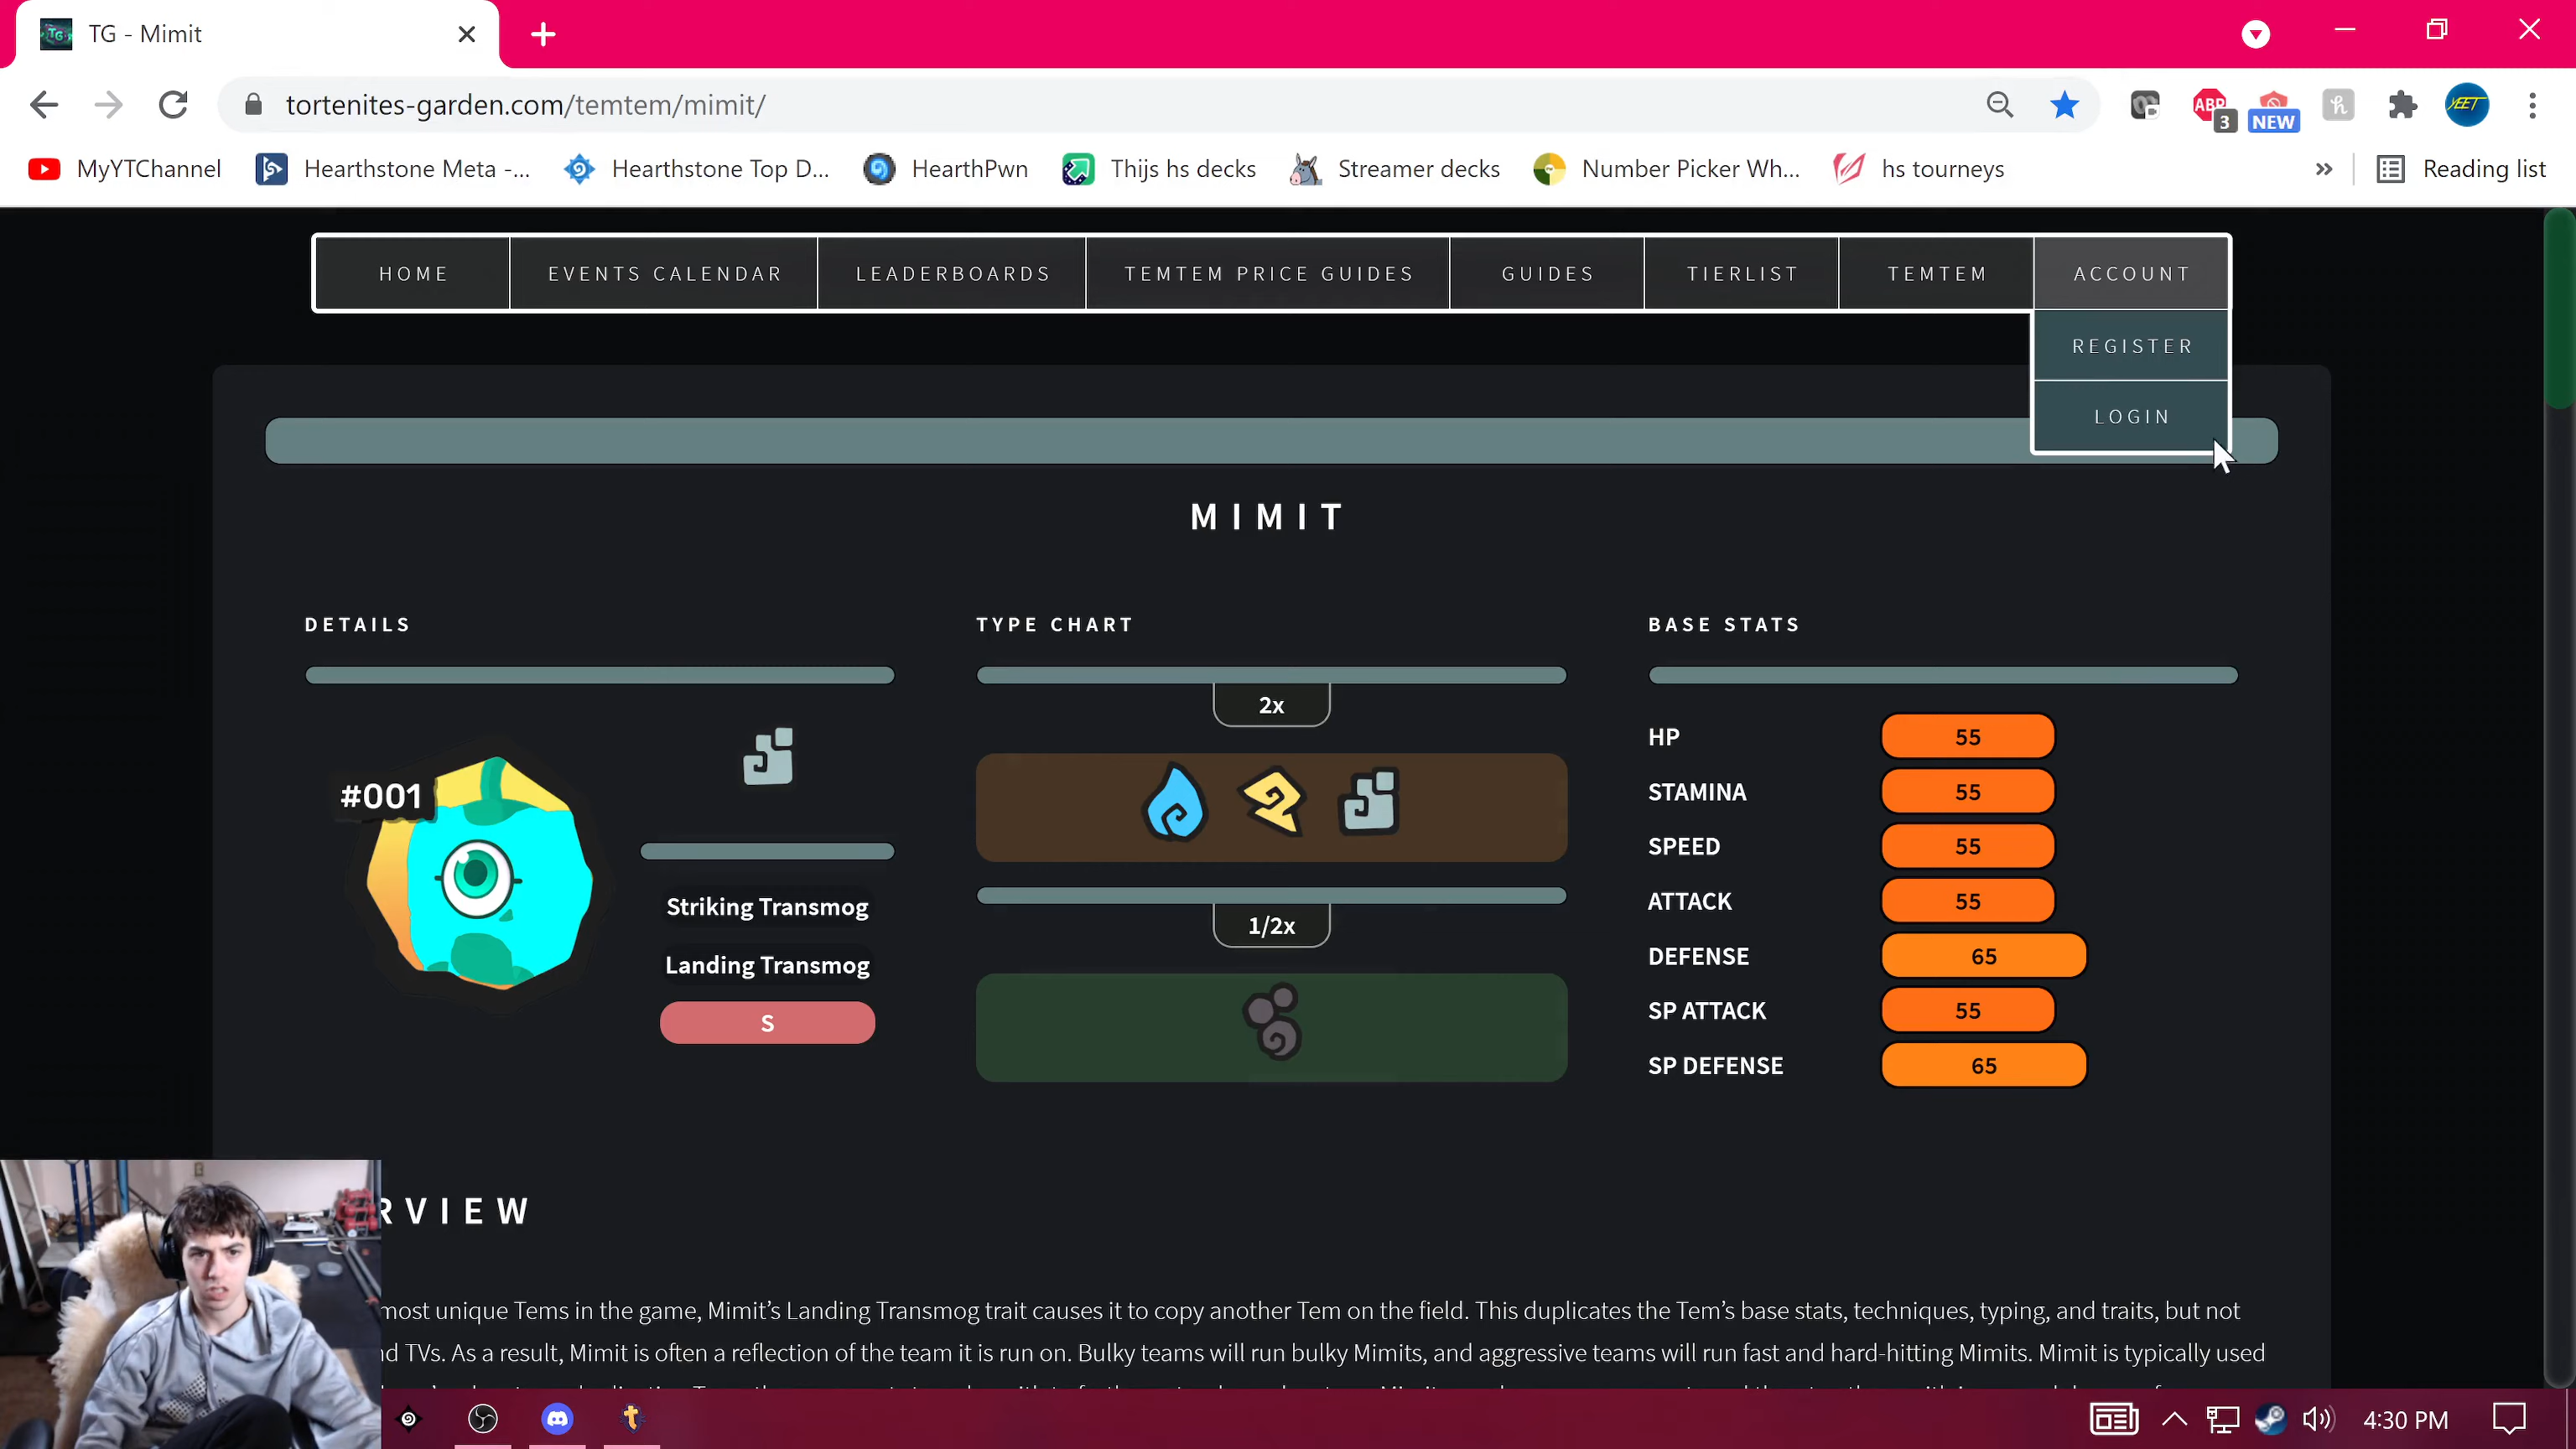 TG - Mimit
tortenites-garden.com/temtem/mimit/
ABP 3 NEW YEET
MyYTChannel Hearthstone Meta -... Hearthstone Top D... HearthPwn Thijs hs decks Streamer decks Number Picker Wh... hs tourneys » Reading list
HOME EVENTS CALENDAR LEADERBOARDS TEMTEM PRICE GUIDES GUIDES TIERLIST TEMTEM ACCOUNT
REGISTER
LOGIN
MIMIT
DETAILS
#001
Striking Transmog
Landing Transmog
S
TYPE CHART
2x
1/2x
BASE STATS
HP 55
STAMINA 55
SPEED 55
ATTACK 55
DEFENSE 65
SP ATTACK 55
SP DEFENSE 65
RVIEW
most unique Tems in the game, Mimit's Landing Transmog trait causes it to copy another Tem on the field. This duplicates the Tem's base stats, techniques, typing, and traits, but not
nd TVs. As a result, Mimit is often a reflection of the team it is run on. Bulky teams will run bulky Mimits, and aggressive teams will run fast and hard-hitting Mimits. Mimit is typically used
4:30 PM